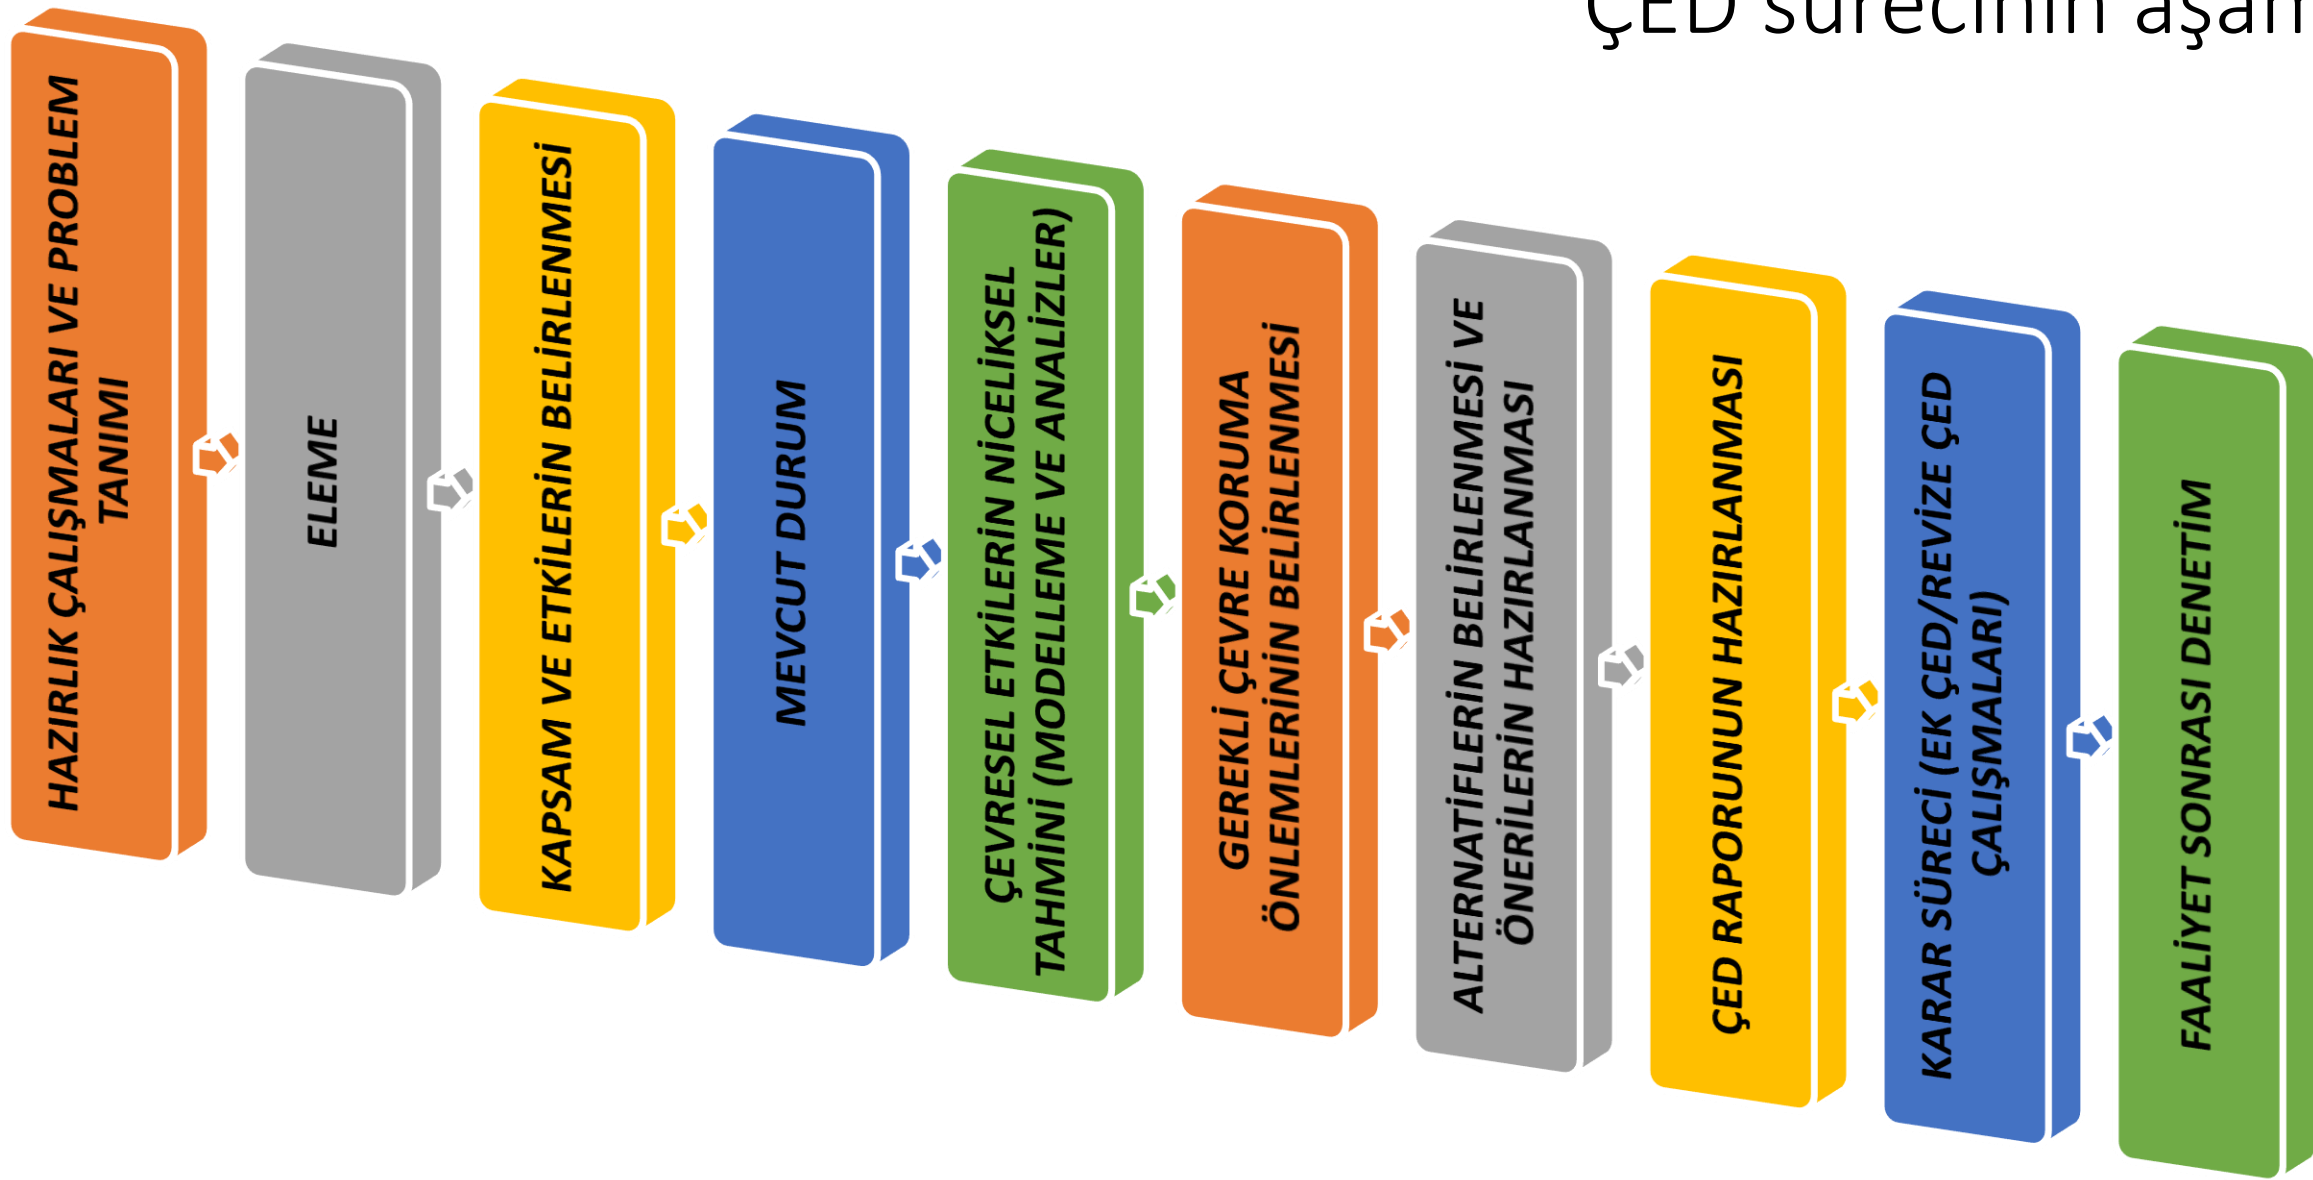 ÇED sürecinin aşam
HAZIRLIK ÇALIŞMALARI VE PROBLEM
TANIMI
ELEME
KAPSAM VE ETKİLERİN BELİRLENMESİ
MEVCUT DURUM
ÇEVRESEL ETKİLERİN NİCELİKSEL
TAHMİNİ (MODELLEME VE ANALİZLER)
GEREKLİ ÇEVRE KORUMA
ÖNLEMLERİNİN BELİRLENMESİ
ALTERNATİFLERİN BELİRLENMESİ VE
ÖNERİLERİN HAZIRLANMASI
ÇED RAPORUNUN HAZIRLANMASI
KARAR SÜRECİ (EK ÇED/REVİZE ÇED
ÇALIŞMALARII)
FAALİYET SONRASI DENETİM